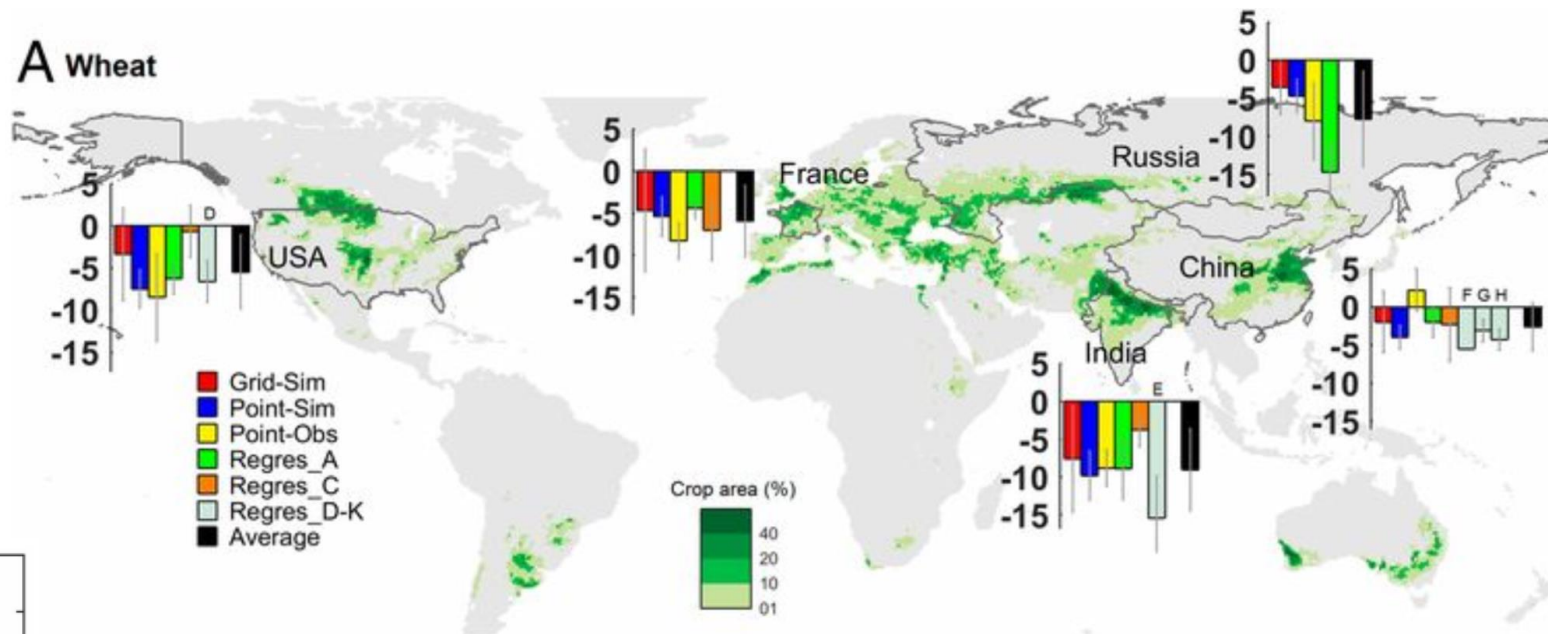 A Wheat
5
0
-5
-10
-15
D
USA
5
0
-5
-10
-15
France
5
0
-5
-10
-15
Russia
China
5
0
-5
-10
-15
F G H
India
5
0
-5
-10
-15
E
Grid-Sim
Point-Sim
Point-Obs
Regres_A
Regres_C
Regres_D-K
Average
Crop area (%)
40
20
10
01